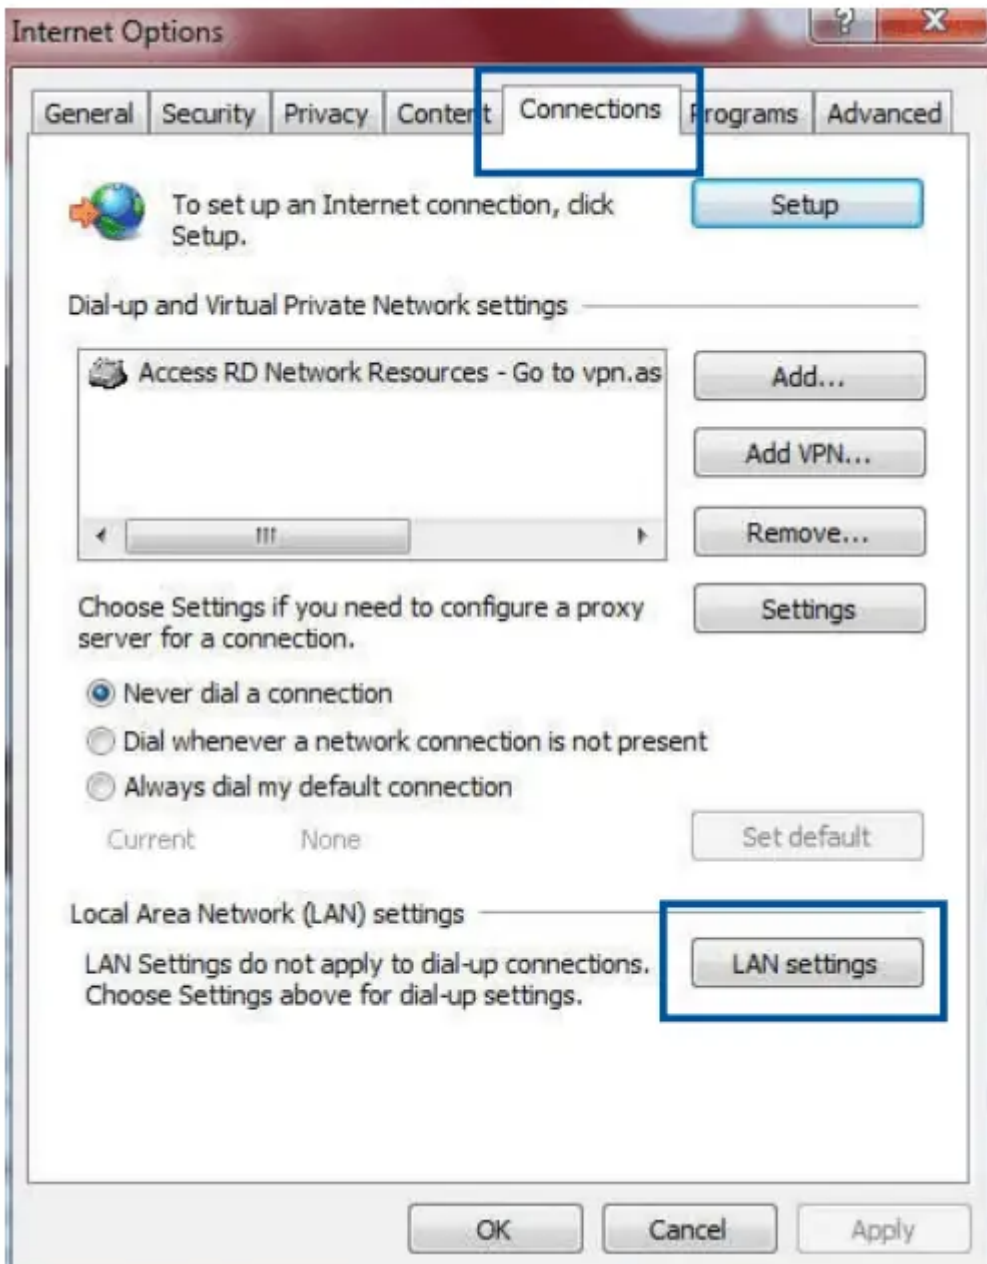 Internet Options
General Security Privacy Content Connections Programs Advanced
To set up an Internet connection, click
Setup.
Setup
Dial-up and Virtual Private Network settings
Access RD Network Resources - Go to vpn.as
Add...
Add VPN...
Remove...
Choose Settings if you need to configure a proxy
server for a connection.
Settings
Never dial a connection
Dial whenever a network connection is not present
Always dial my default connection
Current None
Set default
Local Area Network (LAN) settings
LAN Settings do not apply to dial-up connections.
Choose Settings above for dial-up settings.
LAN settings
OK Cancel Apply